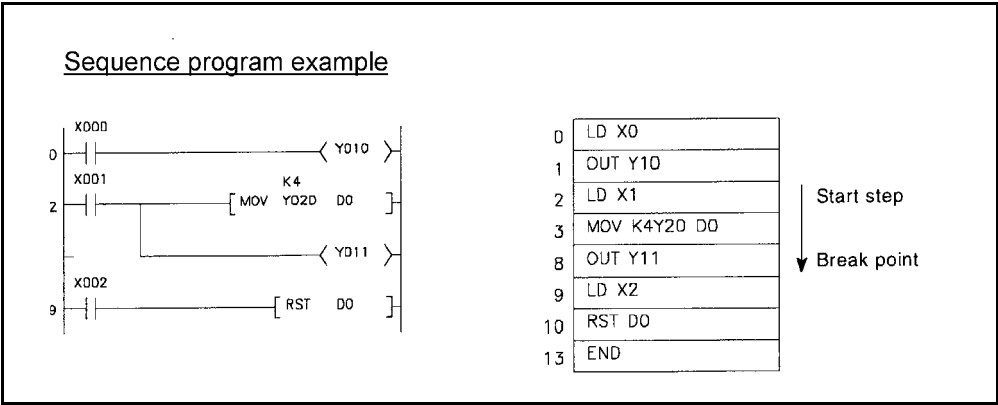 Sequence program example
X000
0
Y010
X001
K4
2
MOV Y020 D0
Y011
X002
9
RST D0
0 LD X0
1 OUT Y10
2 LD X1
3 MOV K4Y20 D0
8 OUT Y11
9 LD X2
10 RST D0
13 END
Start step
Break point